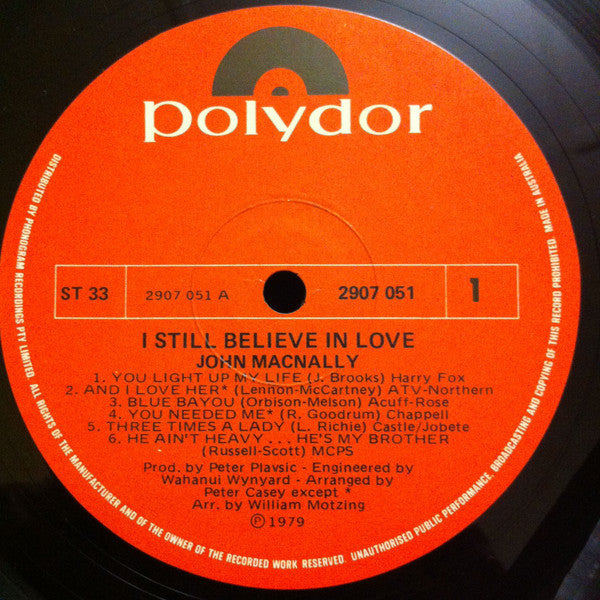 polydor
ST 33
2907 051 A
2907 051
1
I STILL BELIEVE IN LOVE
JOHN MACNALLY
1. YOU LIGHT UP MY LIFE (J. Brooks) Harry Fox
2. AND I LOVE HER* (Lennon-McCartney) ATV-Northern
3. BLUE BAYOU (Orbison-Melson) Acuff-Rose
4. YOU NEEDED ME* (R. Goodrum) Chappell
5. THREE TIMES A LADY (L. Richie) Castle/Jobete
6. HE AIN'T HEAVY . . . HE'S MY BROTHER
(Russell-Scott) MCPS
Prod. by Peter Plavsic - Engineered by
Wahanui Wynyard - Arranged by
Peter Casey except *
Arr. by William Motzing
Ⓟ 1979
DISTRIBUTED BY PHONOGRAM RECORDINGS PTY LIMITED. ALL RIGHTS OF THE MANUFACTURER AND OF THE OWNER OF THE RECORDED WORK RESERVED. UNAUTHORISED PUBLIC PERFORMANCE, BROADCASTING AND COPYING OF THIS RECORD PROHIBITED. MADE IN AUSTRALIA